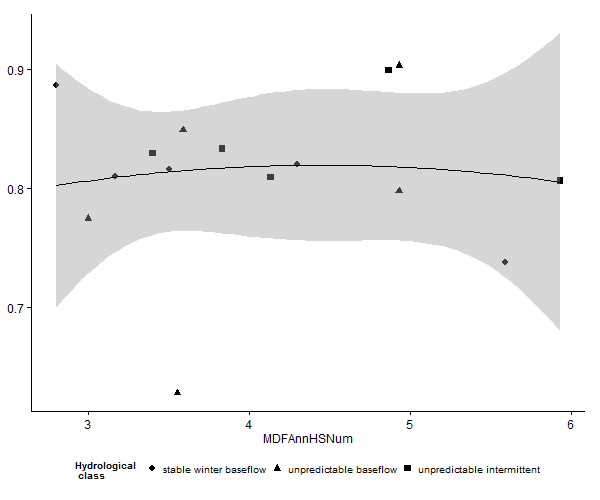 0.9
0.8
0.7
3 4 5 6
MDFAnnHSNum
Hydrological
class
stable winter baseflow unpredictable baseflow unpredictable intermittent